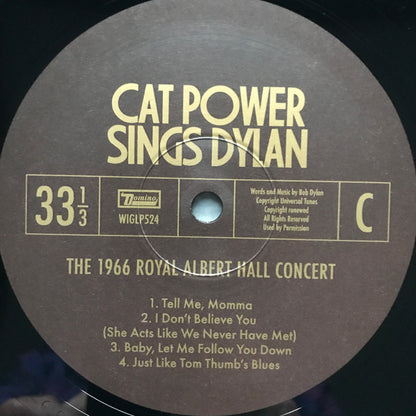 CAT POWER
SINGS DYLAN
33 1/3
Domino
WIGLP524
Words and Music by Bob Dylan
Copyright Universal Tunes
Copyright renewed
All Rights Reserved
Used by Permission
C
THE 1966 ROYAL ALBERT HALL CONCERT
1. Tell Me, Momma
2. I Don't Believe You
(She Acts Like We Never Have Met)
3. Baby, Let Me Follow You Down
4. Just Like Tom Thumb's Blues